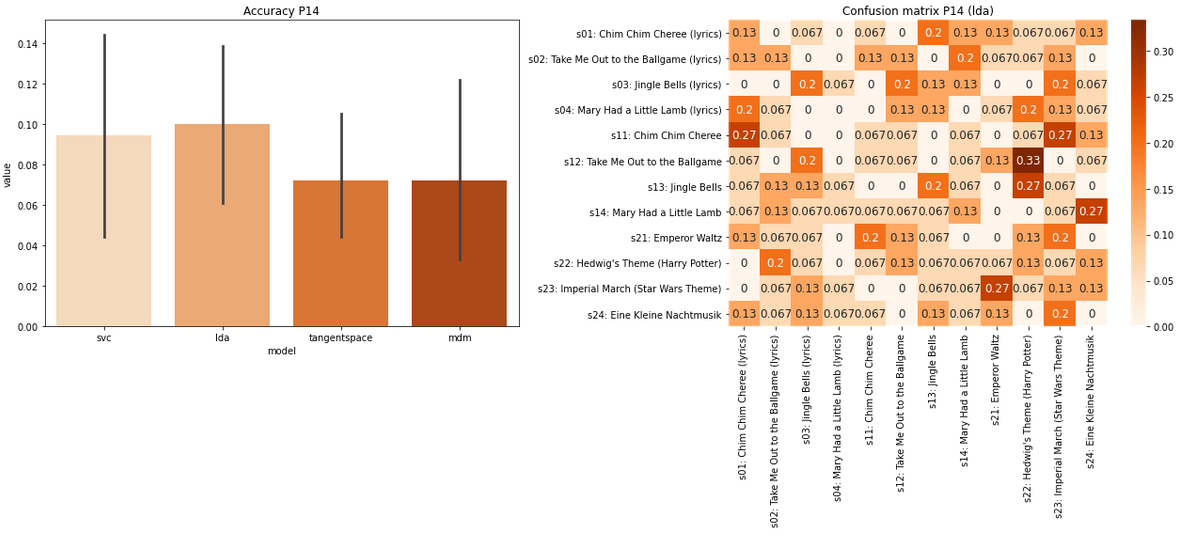 Accuracy P14
0.14
0.12
0.10
0.08
0.06
0.04
0.02
0.00
value
svc lda tangentspace mdm
model
Confusion matrix P14 (lda)
s01: Chim Chim Cheree (lyrics) 0.13 0 0.067 0 0.067 0 0.2 0.13 0.13 0.067 0.067 0.13
s02: Take Me Out to the Ballgame (lyrics) 0.13 0.13 0 0 0.13 0.13 0 0.2 0.067 0.067 0.13 0
s03: Jingle Bells (lyrics) 0 0 0.2 0.067 0 0.2 0.13 0.13 0 0 0.2 0.067
s04: Mary Had a Little Lamb (lyrics) 0.2 0.067 0 0 0 0.13 0.13 0 0.067 0.2 0.13 0.067
s11: Chim Chim Cheree 0.27 0.067 0 0 0.067 0.067 0 0.067 0 0.067 0.27 0.13
s12: Take Me Out to the Ballgame 0.067 0 0.2 0 0.067 0.067 0 0.067 0.13 0.33 0 0.067
s13: Jingle Bells 0.067 0.13 0.13 0.067 0 0 0.2 0.067 0 0.27 0.067 0
s14: Mary Had a Little Lamb 0.067 0.13 0.067 0.067 0.067 0.067 0.067 0.13 0 0 0.067 0.27
s21: Emperor Waltz 0.13 0.067 0.067 0 0.2 0.13 0.067 0 0 0.13 0.2 0
s22: Hedwig's Theme (Harry Potter) 0 0.2 0.067 0 0.067 0.13 0.067 0.067 0.067 0.13 0.067 0.13
s23: Imperial March (Star Wars Theme) 0 0.067 0.13 0.067 0 0 0.067 0.067 0.27 0.067 0.13 0.13
s24: Eine Kleine Nachtmusik 0.13 0.067 0.13 0.067 0.067 0 0.13 0.067 0.13 0 0.2 0
s01: Chim Chim Cheree (lyrics)
s02: Take Me Out to the Ballgame (lyrics)
s03: Jingle Bells (lyrics)
s04: Mary Had a Little Lamb (lyrics)
s11: Chim Chim Cheree
s12: Take Me Out to the Ballgame
s13: Jingle Bells
s14: Mary Had a Little Lamb
s21: Emperor Waltz
s22: Hedwig's Theme (Harry Potter)
s23: Imperial March (Star Wars Theme)
s24: Eine Kleine Nachtmusik
0.30
0.25
0.20
0.15
0.10
0.05
0.00